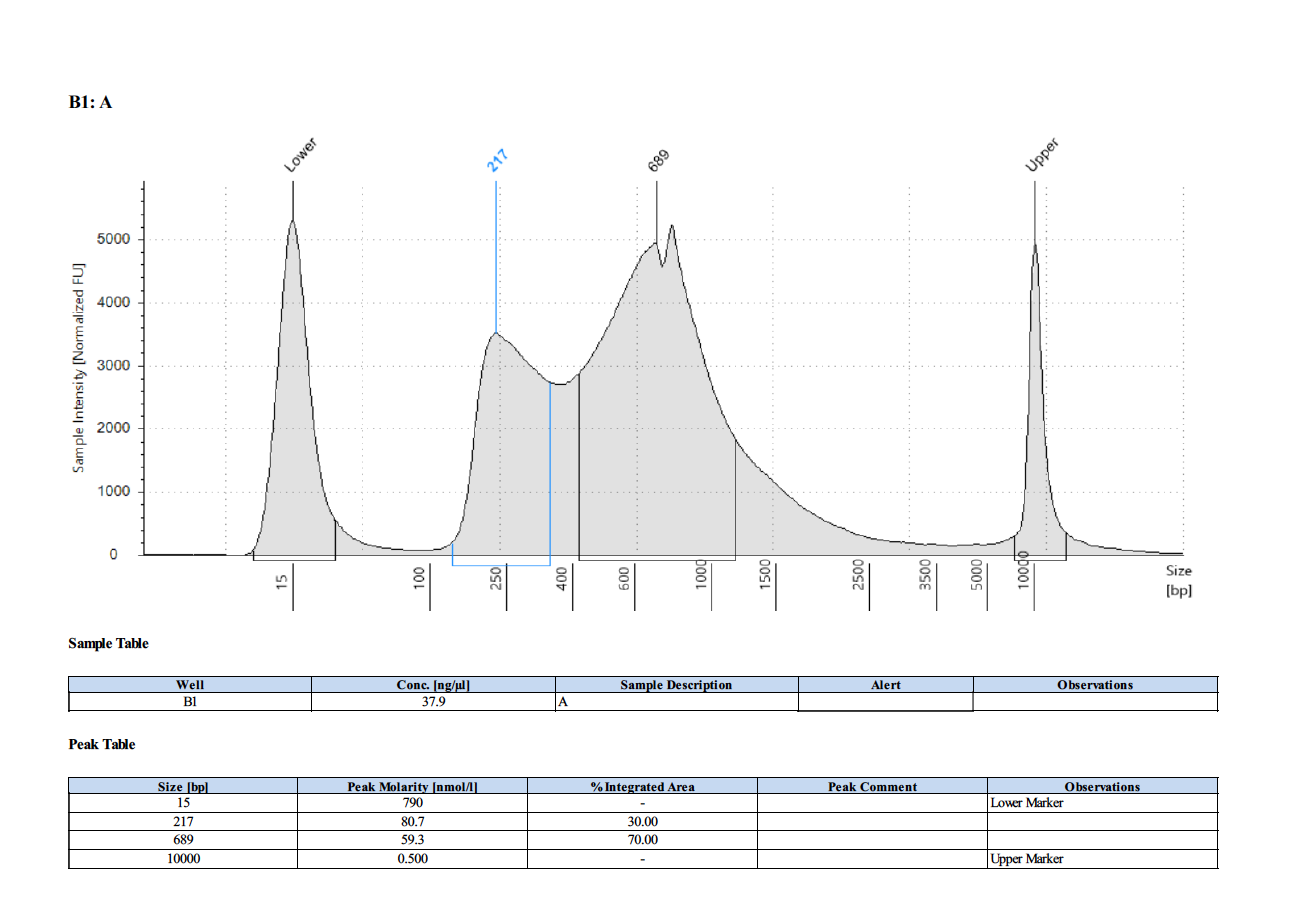 B1: A
Lower 217 689 Upper
Sample Intensity [Normalized FU]
5000
4000
3000
2000
1000
0
15 100 250 400 600 1000 1500 2500 3500 5000 10000 Size
[bp]
Sample Table
Well Conc. [ng/µl] Sample Description Alert Observations
B1 37.9 A
Peak Table
Size [bp] Peak Molarity [nmol/l] % Integrated Area Peak Comment Observations
15 790 - Lower Marker
217 80.7 30.00
689 59.3 70.00
10000 0.500 - Upper Marker